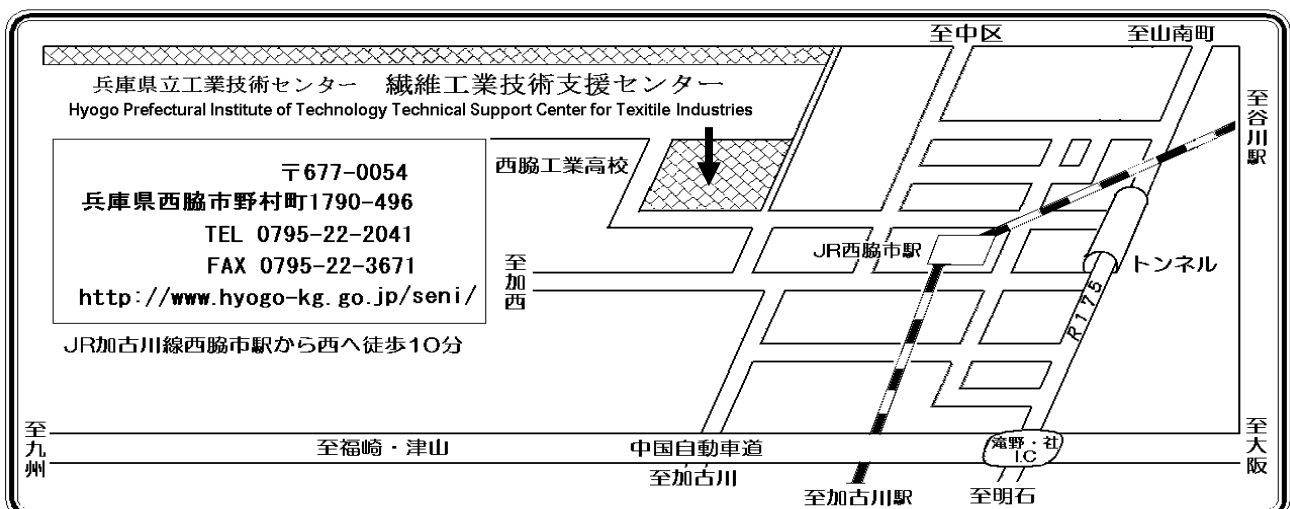 至中区
至山南町
兵庫県立工業技術センター 繊維工業技術支援センター
Hyogo Prefectural Institute of Technology Technical Support Center for Texitile Industries
至谷川駅
西脇工業高校
〒677-0054
兵庫県西脇市野村町1790-496
TEL 0795-22-2041
FAX 0795-22-3671
http://www.hyogo-kg.go.jp/seni/
JR西脇市駅
トンネル
至加西
R175
JR加古川線西脇市駅から西へ徒歩10分
至九州
至福崎・津山
中国自動車道
滝野・社
I.C
至大阪
至加古川
至加古川駅
至明石